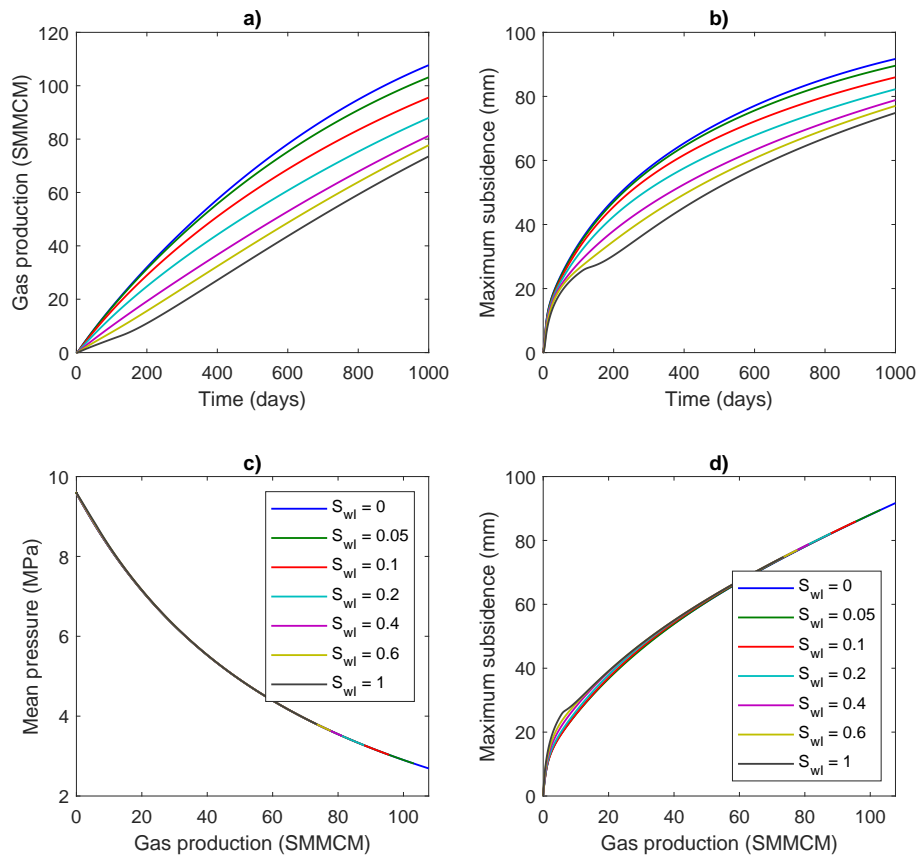 a)
120
100
80
60
40
20
0
Gas production (SMMCM)
0 200 400 600 800 1000
Time (days)
b)
100
80
60
40
20
0
Maximum subsidence (mm)
0 200 400 600 800 1000
Time (days)
c)
10
8
6
4
2
Mean pressure (MPa)
S_wl = 0
S_wl = 0.05
S_wl = 0.1
S_wl = 0.2
S_wl = 0.4
S_wl = 0.6
S_wl = 1
0 20 40 60 80 100
Gas production (SMMCM)
d)
100
80
60
40
20
0
Maximum subsidence (mm)
S_wl = 0
S_wl = 0.05
S_wl = 0.1
S_wl = 0.2
S_wl = 0.4
S_wl = 0.6
S_wl = 1
0 20 40 60 80 100
Gas production (SMMCM)